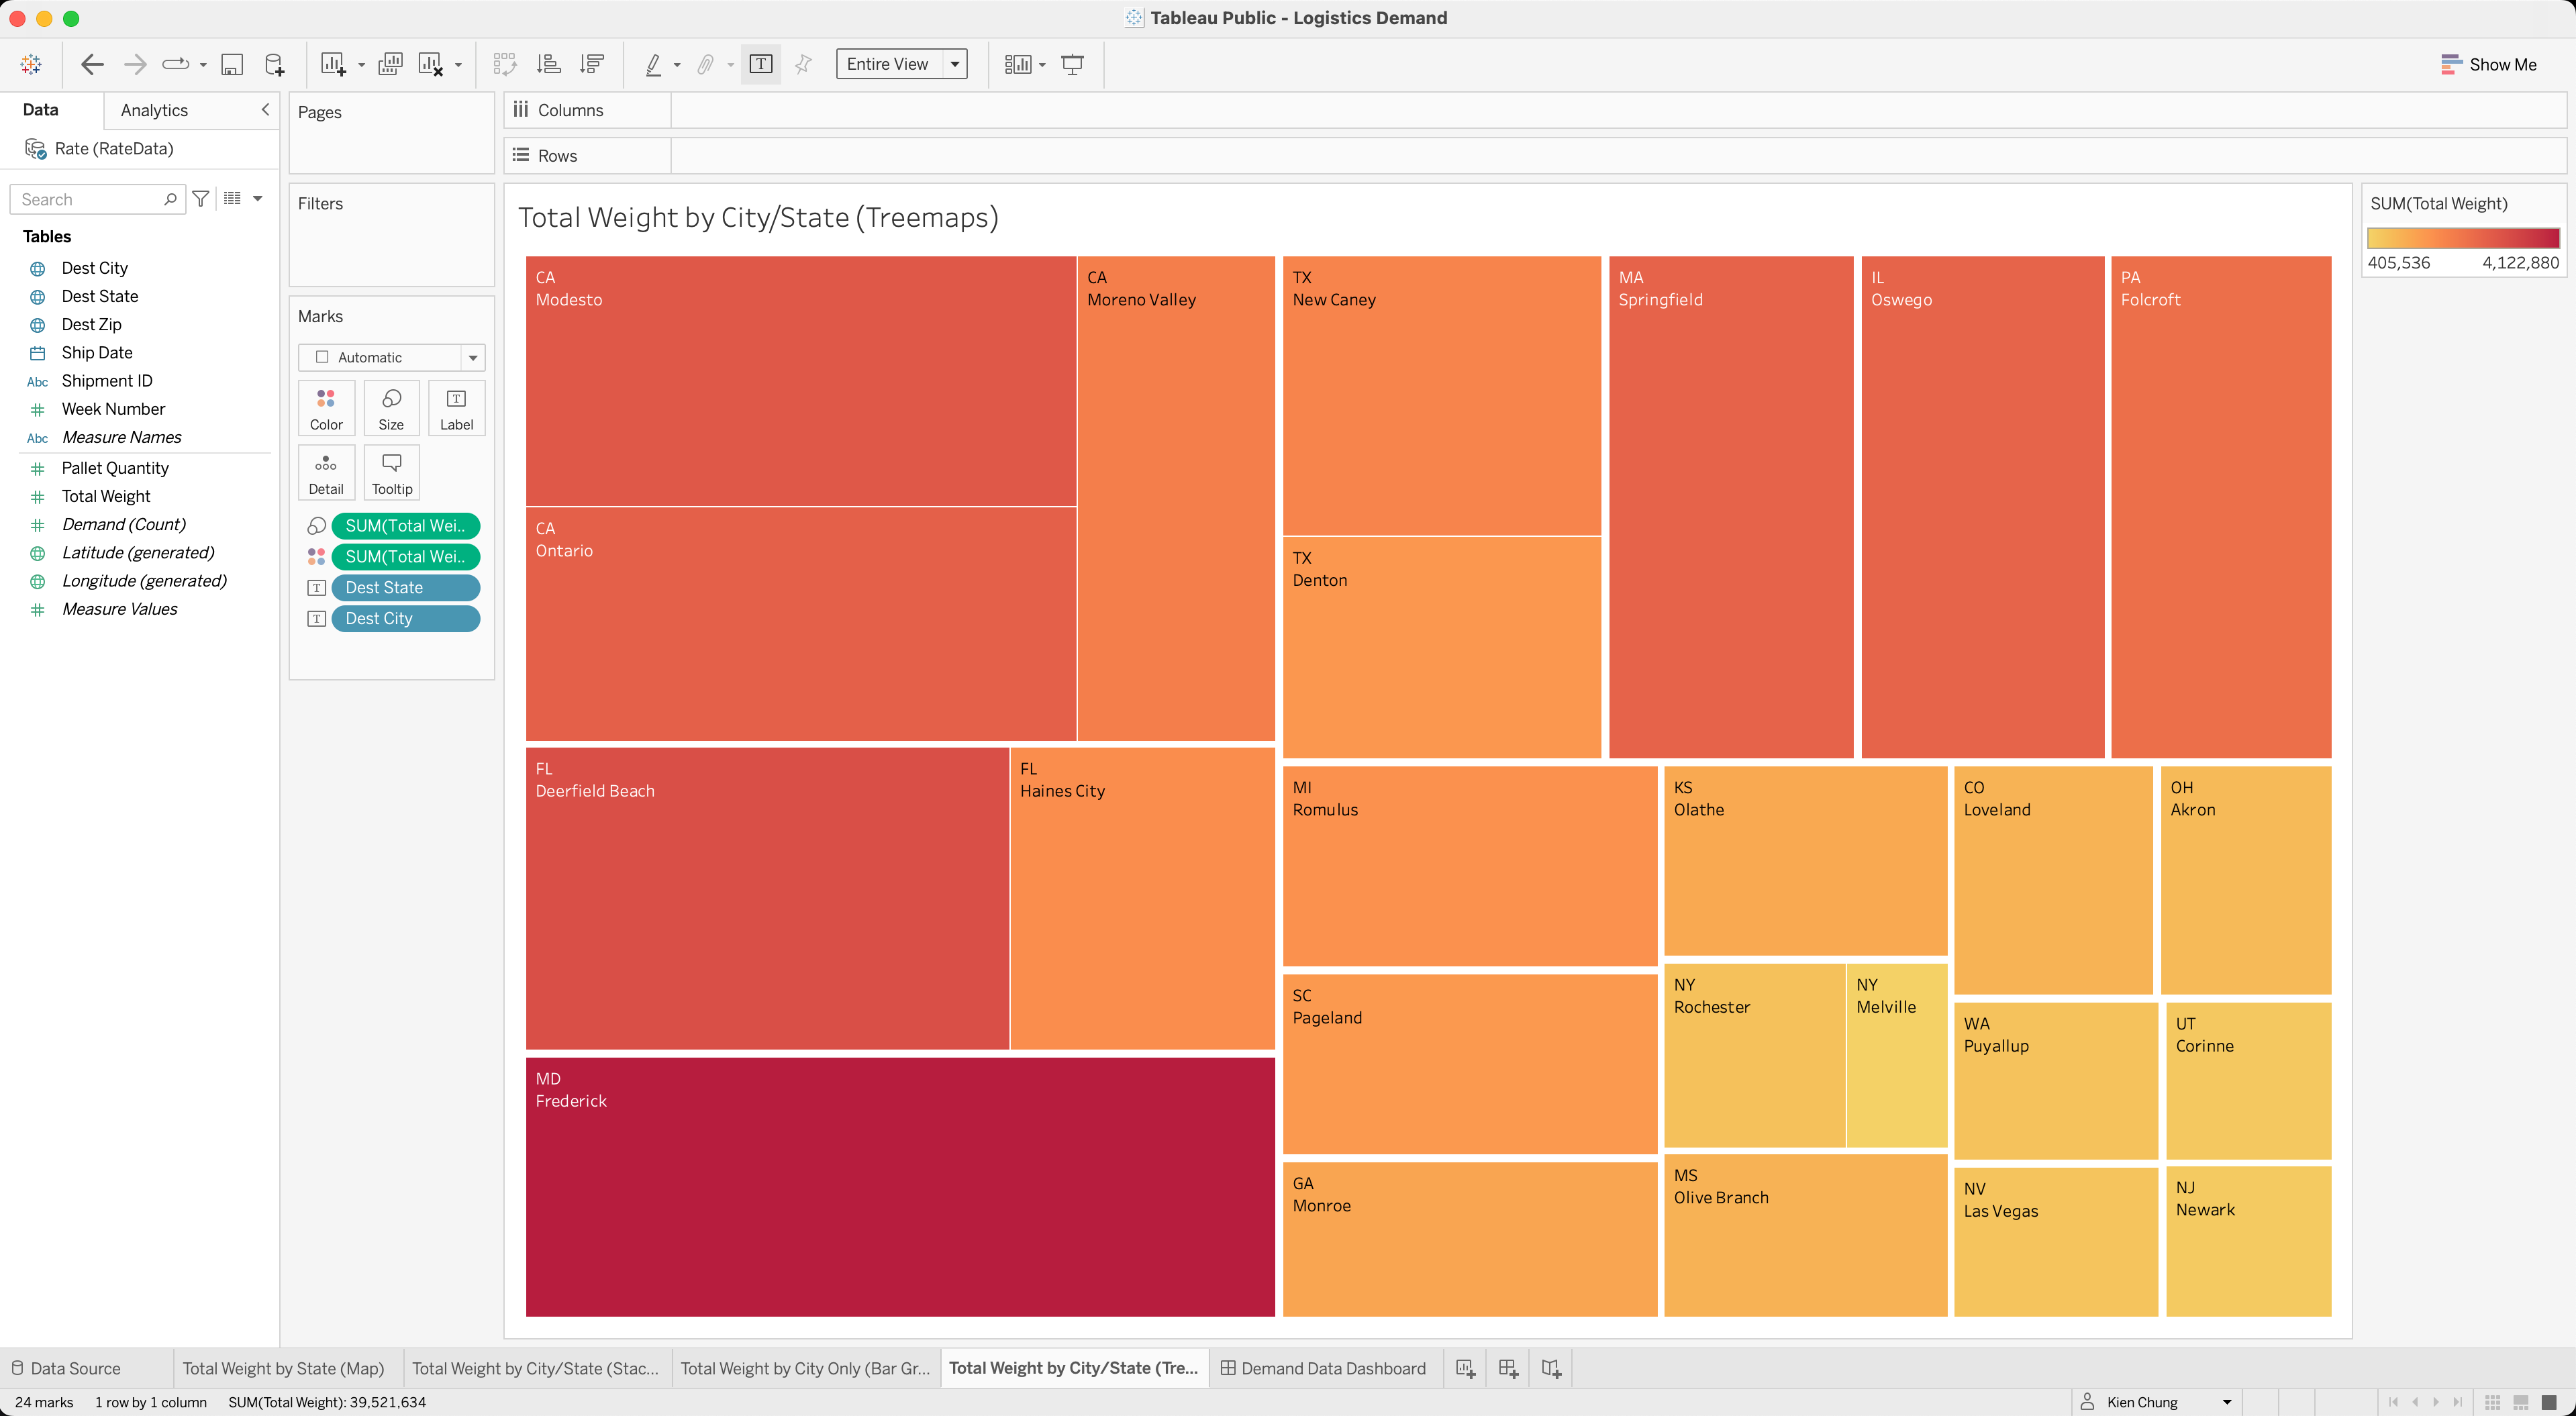 Tableau Public - Logistics Demand
Entire View
Show Me
Data
Analytics
Rate (RateData)
Search
Tables
Dest City
Dest State
Dest Zip
Ship Date
Abc Shipment ID
Week Number
Abc Measure Names
Pallet Quantity
Total Weight
Demand (Count)
Latitude (generated)
Longitude (generated)
Measure Values
Pages
Filters
Marks
Automatic
Color
Size
T
Label
Detail
Tooltip
SUM(Total Wei..
SUM(Total Wei..
T Dest State
T Dest City
Columns
Rows
Total Weight by City/State (Treemaps)
CA
Modesto
CA
Moreno Valley
CA
Ontario
FL
Deerfield Beach
FL
Haines City
MD
Frederick
TX
New Caney
TX
Denton
MA
Springfield
IL
Oswego
PA
Folcroft
MI
Romulus
KS
Olathe
CO
Loveland
OH
Akron
SC
Pageland
NY
Rochester
NY
Melville
WA
Puyallup
UT
Corinne
GA
Monroe
MS
Olive Branch
NV
Las Vegas
NJ
Newark
SUM(Total Weight)
405,536 4,122,880
Data Source
Total Weight by State (Map)
Total Weight by City/State (Stac...
Total Weight by City Only (Bar Gr...
Total Weight by City/State (Tre...
Demand Data Dashboard
24 marks 1 row by 1 column SUM(Total Weight): 39,521,634
Kien Chung